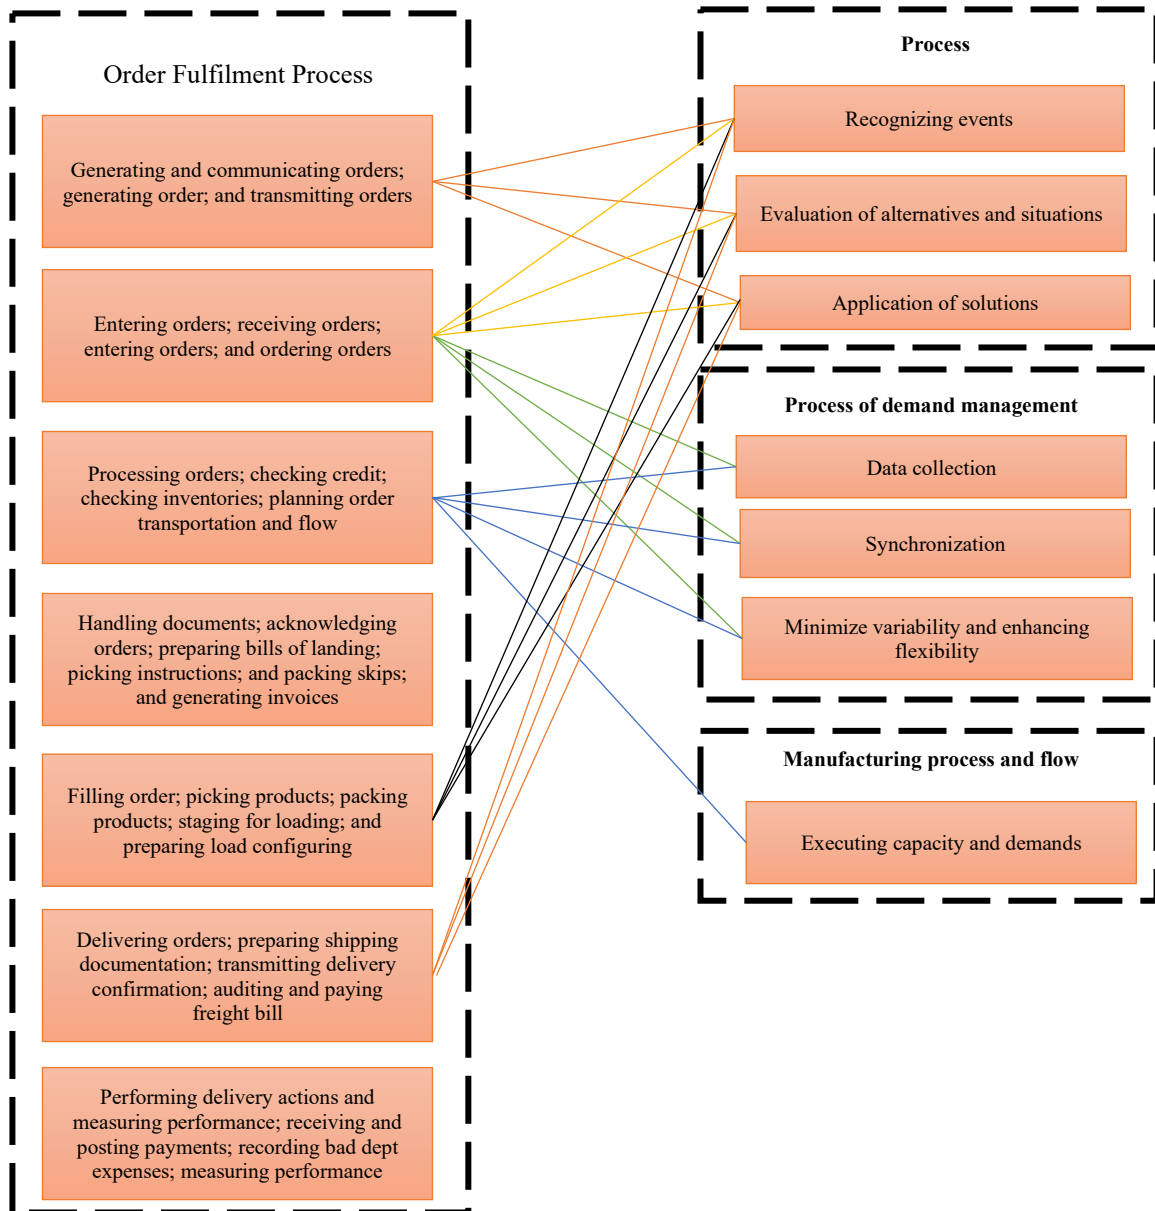 Order Fulfilment Process
Generating and communicating orders;
generating order; and transmitting orders
Entering orders; receiving orders;
entering orders; and ordering orders
Processing orders; checking credit;
checking inventories; planning order
transportation and flow
Handling documents; acknowledging
orders; preparing bills of landing;
picking instructions; and packing skips;
and generating invoices
Filling order; picking products; packing
products; staging for loading; and
preparing load configuring
Delivering orders; preparing shipping
documentation; transmitting delivery
confirmation; auditing and paying
freight bill
Performing delivery actions and
measuring performance; receiving and
posting payments; recording bad dept
expenses; measuring performance
Process
Recognizing events
Evaluation of alternatives and situations
Application of solutions
Process of demand management
Data collection
Synchronization
Minimize variability and enhancing
flexibility
Manufacturing process and flow
Executing capacity and demands